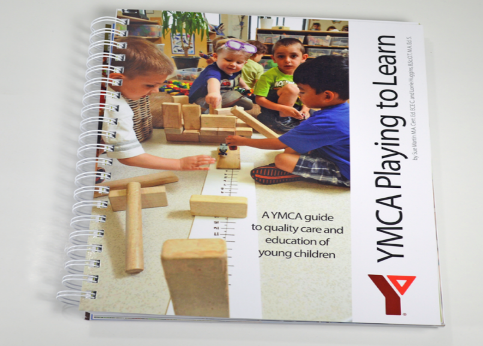 YMCA Playing to Learn
A YMCA guide
to quality care and
education of
young children